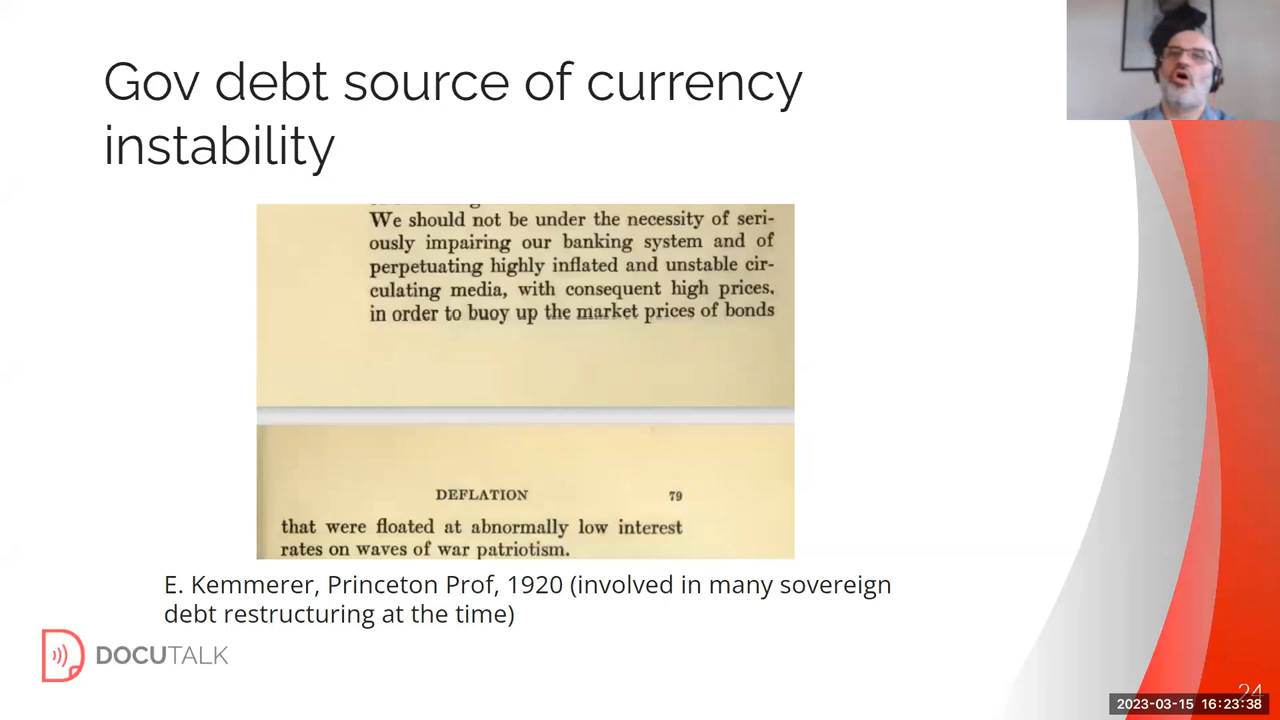 Gov debt source of currency
instability
We should not be under the necessity of seri-
ously impairing our banking system and of
perpetuating highly inflated and unstable cir-
culating media, with consequent high prices,
in order to buoy up the market prices of bonds
DEFLATION 79
that were floated at abnormally low interest
rates on waves of war patriotism.
E. Kemmerer, Princeton Prof, 1920 (involved in many sovereign
debt restructuring at the time)
DOCUTALK
24
2023-03-15 16:23:38